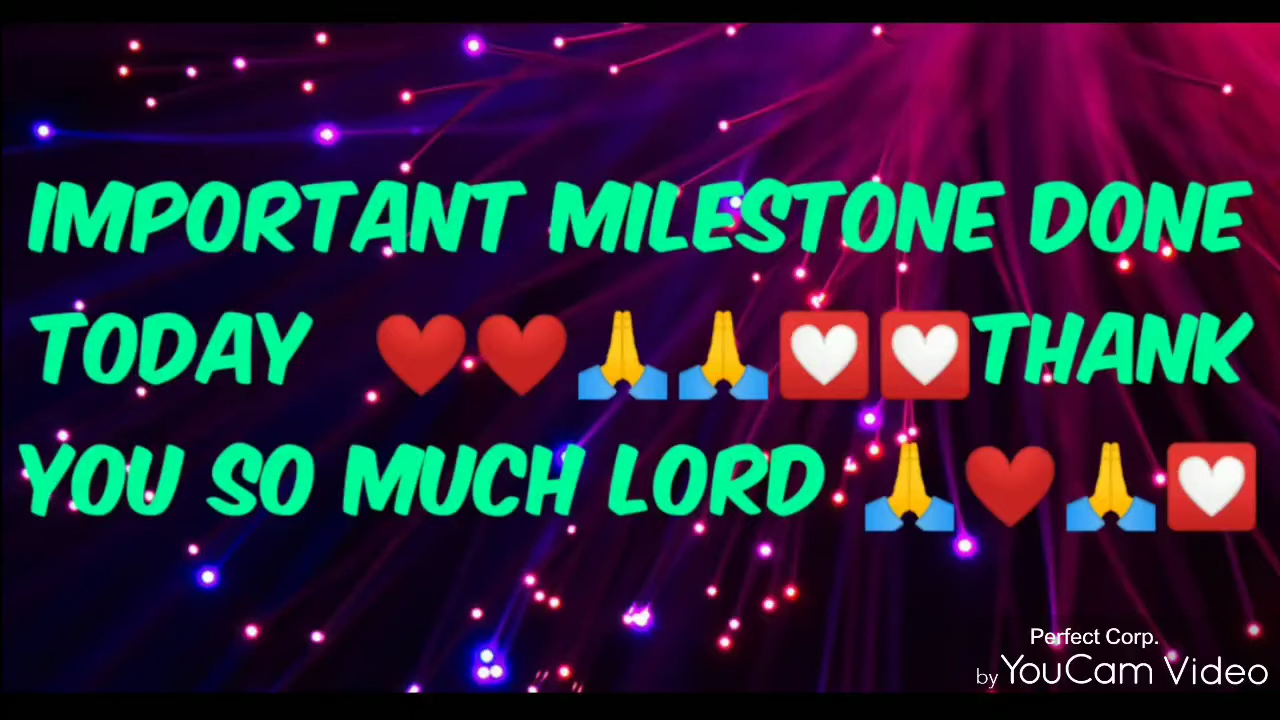 IMPORTANT MILESTONE DONE
TODAY ❤️❤️🙏🙏💟💟THANK
YOU SO MUCH LORD 🙏❤️🙏💟
Perfect Corp.
by YouCam Video